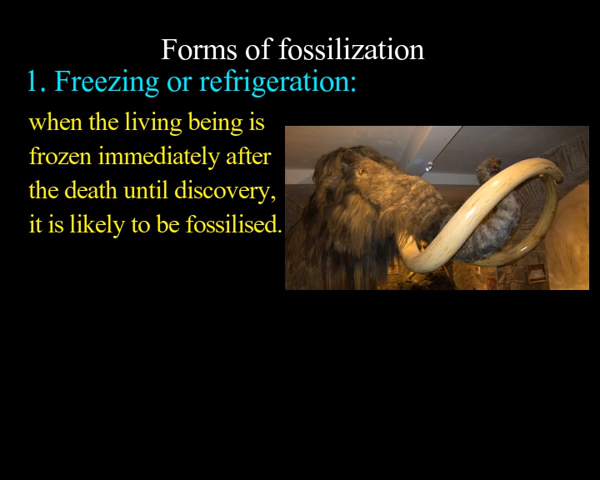 Forms of fossilization
1. Freezing or refrigeration:
when the living being is
frozen immediately after
the death until discovery,
it is likely to be fossilised.